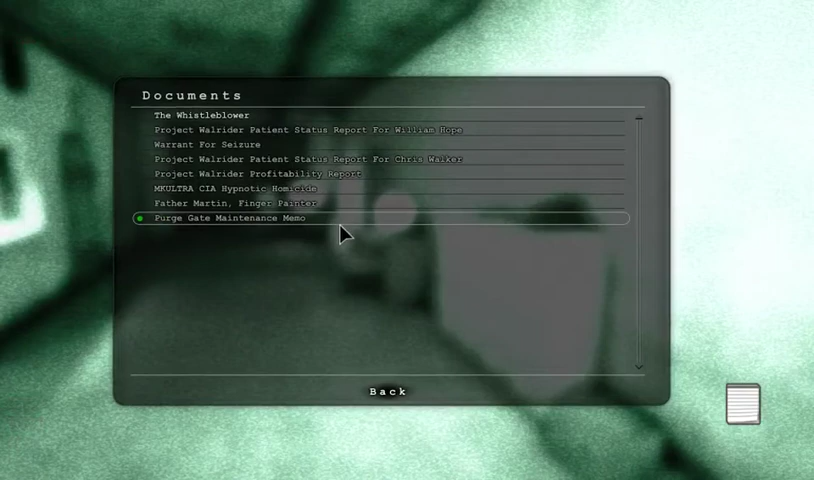 Documents
The Whistleblower
Project Walrider Patient Status Report For William Hope
Warrant For Seizure
Project Walrider Patient Status Report For Chris Walker
Project Walrider Profitability Report
MKULTRA CIA Hypnotic Homicide
Father Martin, Finger Painter
Purge Gate Maintenance Memo
Back